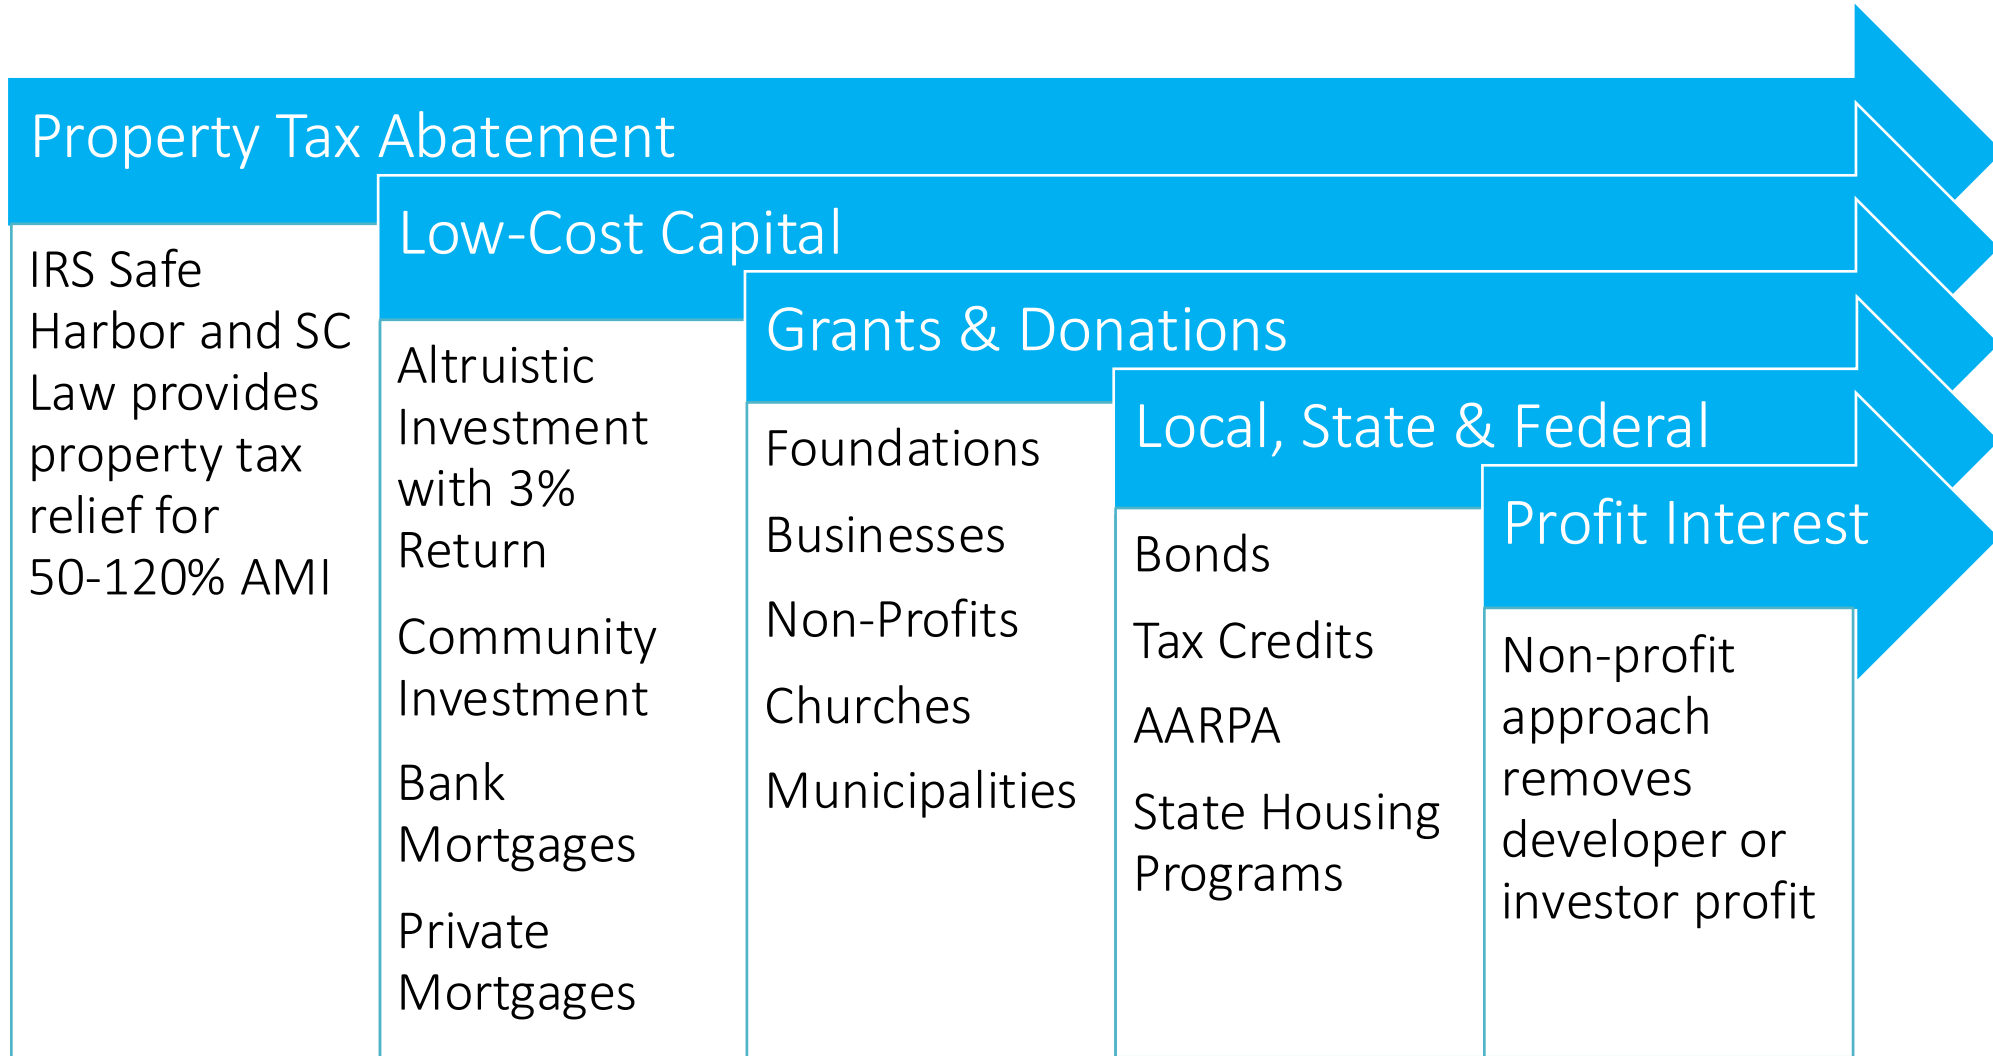 Property Tax Abatement
IRS Safe
Harbor and SC
Law provides
property tax
relief for
50-120% AMI
Low-Cost Capital
Altruistic
Investment
with 3%
Return
Community
Investment
Bank
Mortgages
Private
Mortgages
Grants & Donations
Foundations
Businesses
Non-Profits
Churches
Municipalities
Local, State & Federal
Bonds
Tax Credits
AARPA
State Housing
Programs
Profit Interest
Non-profit
approach
removes
developer or
investor profit